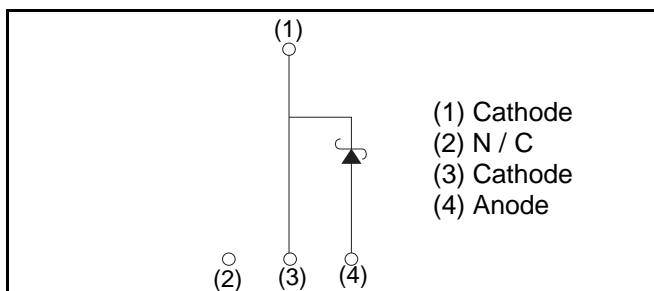 (1)
(1) Cathode
(2) N / C
(3) Cathode
(4) Anode
(2) (3) (4)